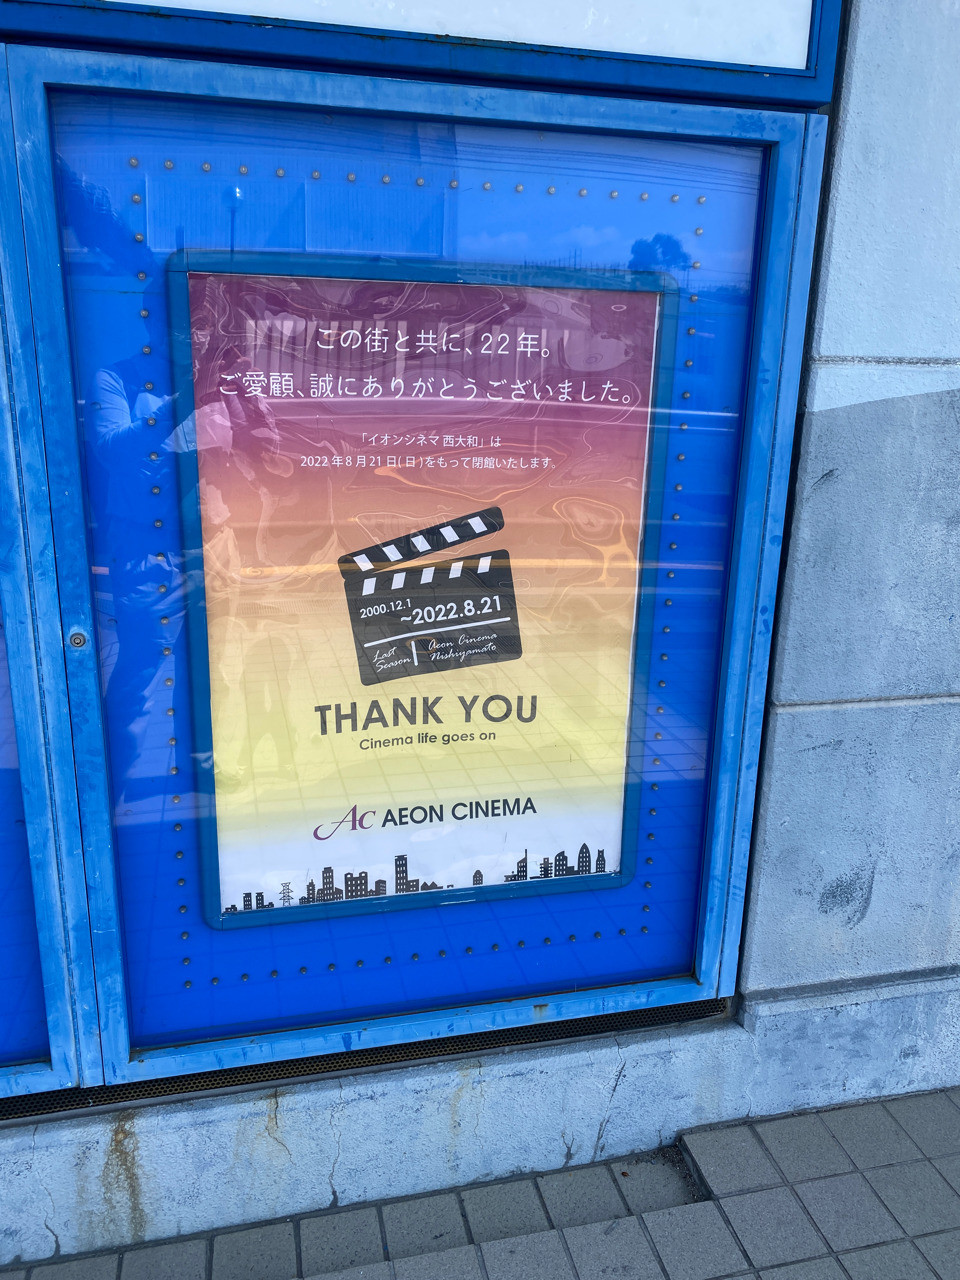 この街と共に、22年。
ご愛顧、誠にありがとうございました。
「イオンシネマ 西大和」は
2022年8月21日(日)をもって閉館いたします。
2000.12.1
~2022.8.21
Last Season
Aeon Cinema Nishiyamato
THANK YOU
Cinema life goes on
Ac AEON CINEMA